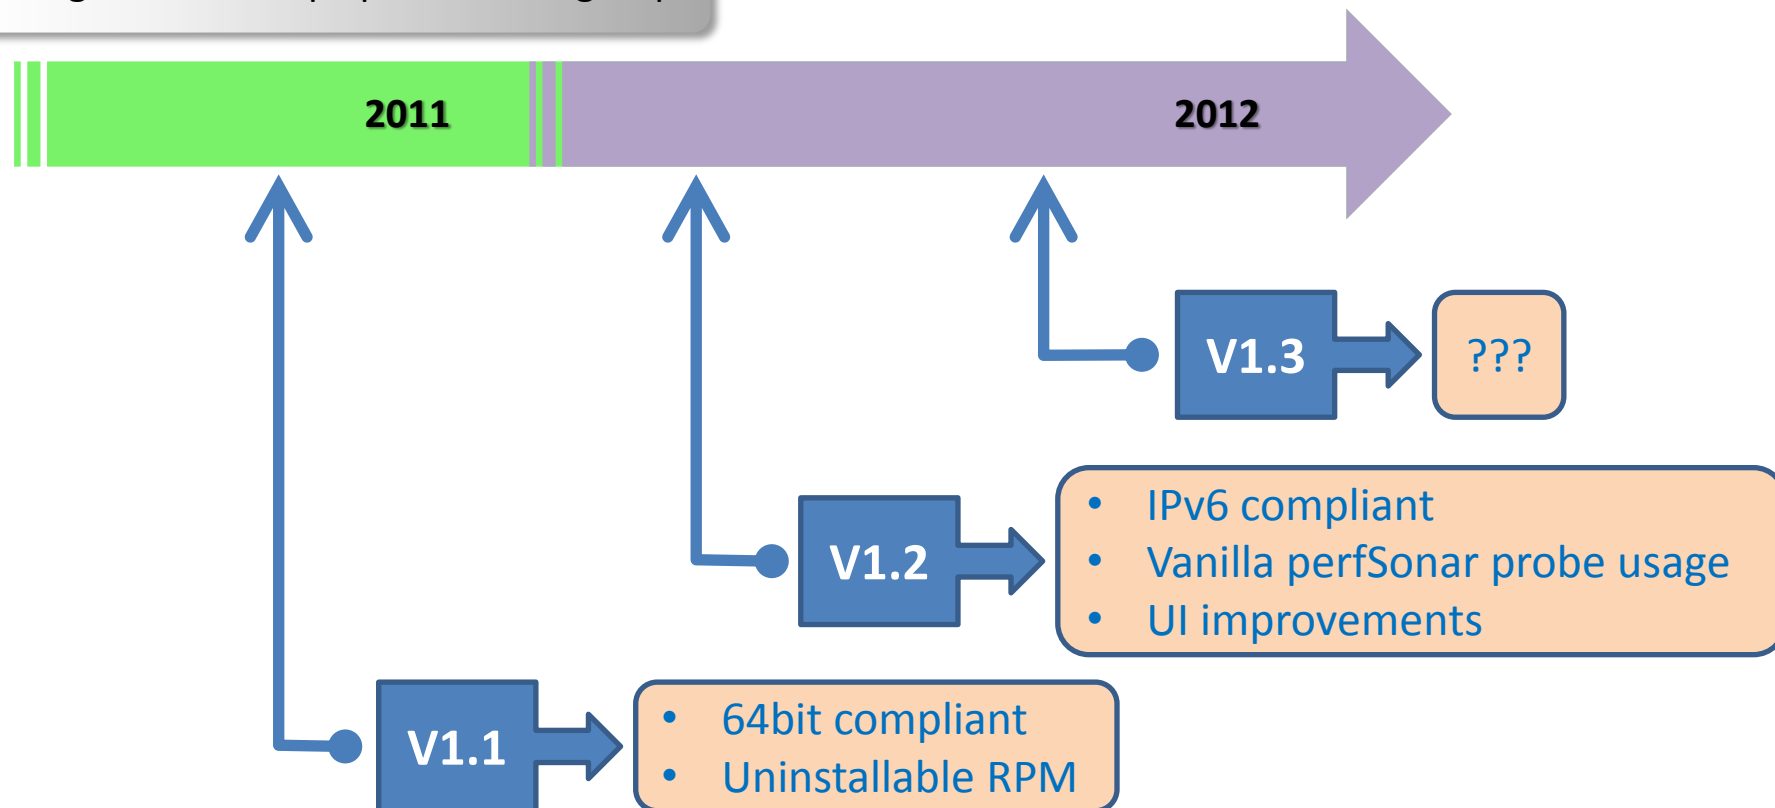 2011
2012
V1.3
???
V1.2
• IPv6 compliant
• Vanilla perfSonar probe usage
• UI improvements
V1.1
• 64bit compliant
• Uninstallable RPM